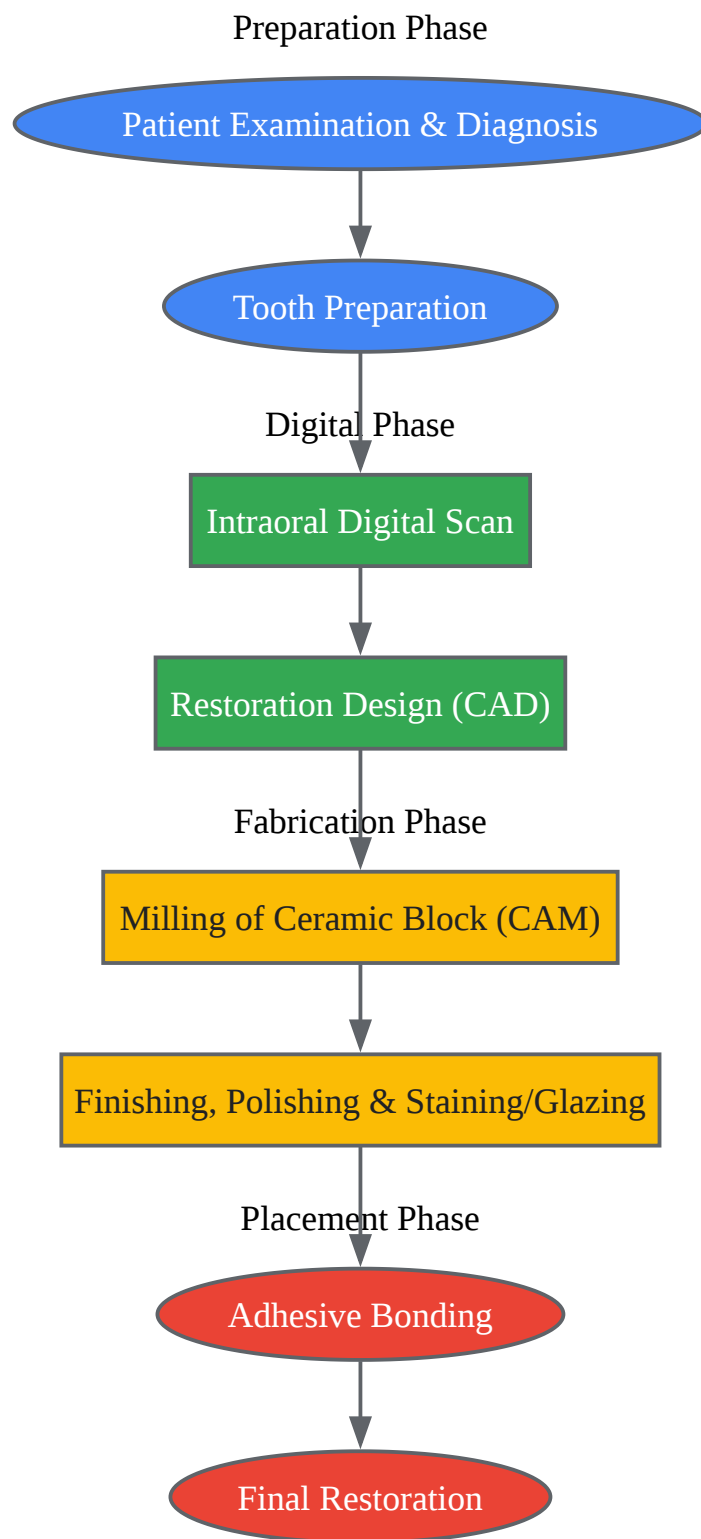 Preparation Phase
Patient Examination & Diagnosis
Tooth Preparation
Digital Phase
Intraoral Digital Scan
Restoration Design (CAD)
Fabrication Phase
Milling of Ceramic Block (CAM)
Finishing, Polishing & Staining/Glazing
Placement Phase
Adhesive Bonding
Final Restoration